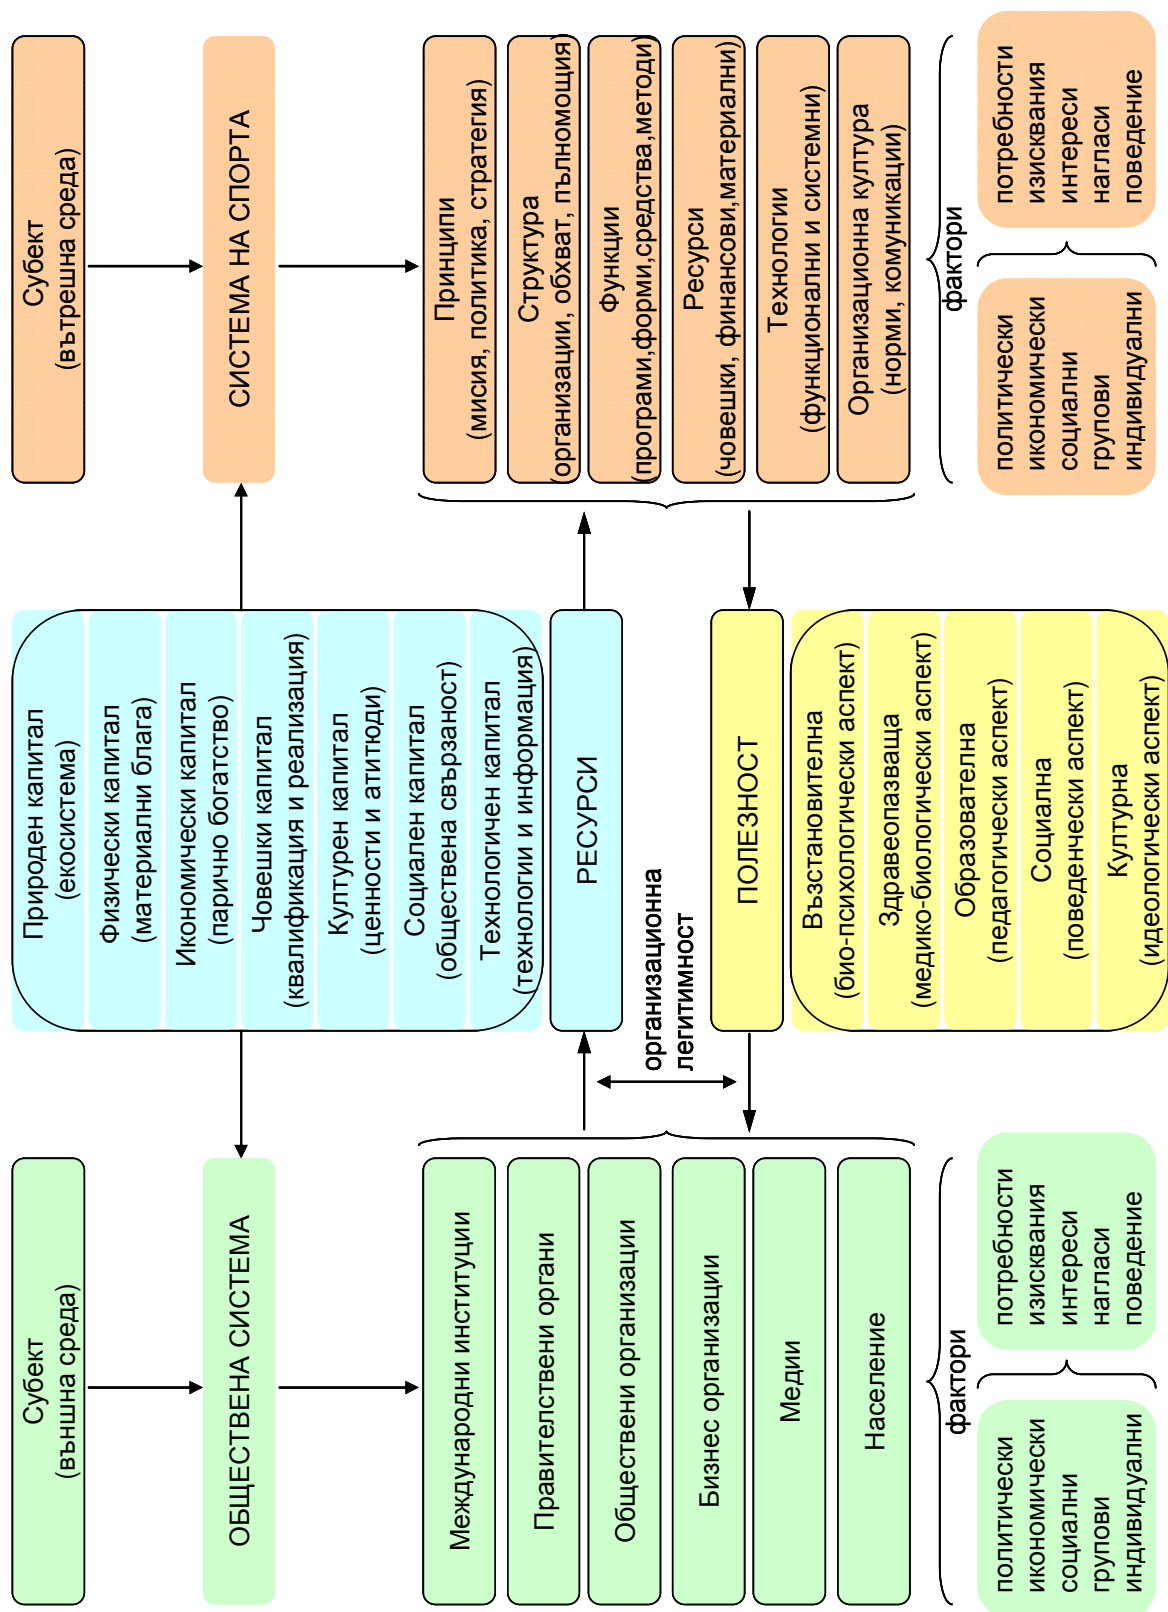 Субект
(външна среда)
ОБЩЕСТВЕНА СИСТЕМА
Международни институции
Правителствени органи
Обществени организации
Бизнес организации
Медии
Население
фактори
политически
икономически
социални
групови
индивидуални
потребности
изисквания
интереси
нагласи
поведение
Природен капитал
(екосистема)
Физически капитал
(материални блага)
Икономически капитал
(парично богатство)
Човешки капитал
(квалификация и реализация)
Културен капитал
(ценности и атитюди)
Социален капитал
(обществена свързаност)
Технологичен капитал
(технологии и информация)
РЕСУРСИ
организационна
легитимност
ПОЛЕЗНОСТ
Възстановителна
(био-психологически аспект)
Здравеопазваща
(медико-биологически аспект)
Образователна
(педагогически аспект)
Социална
(поведенчески аспект)
Културна
(идеологически аспект)
Субект
(вътрешна среда)
СИСТЕМА НА СПОРТА
Принципи
(мисия, политика, стратегия)
Структура
(организации, обхват, пълномощия)
Функции
(програми,форми,средства,методи)
Ресурси
(човешки, финансови,материални)
Технологии
(функционални и системни)
Организационна култура
(норми, комуникации)
фактори
политически
икономически
социални
групови
индивидуални
потребности
изисквания
интереси
нагласи
поведение